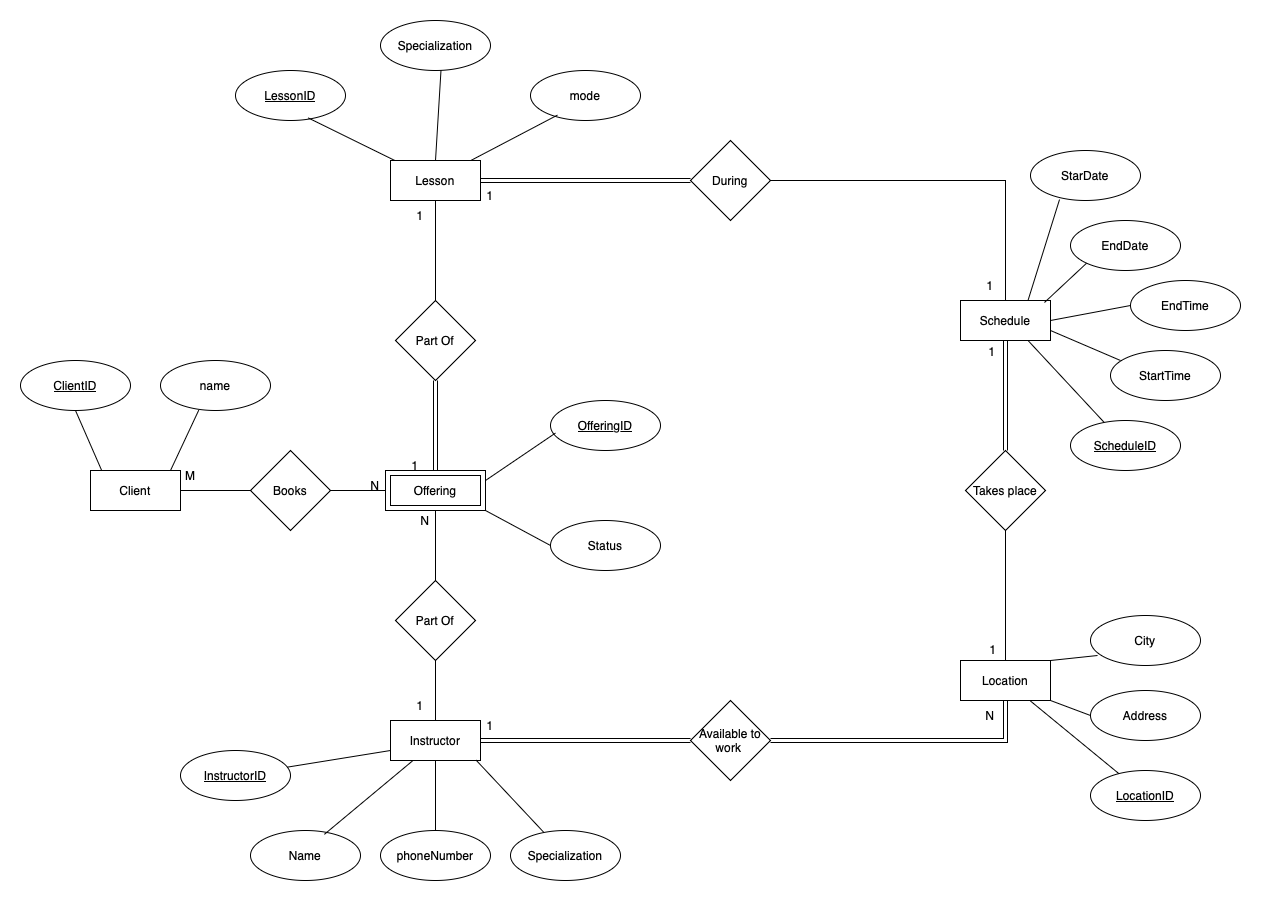 Specialization
LessonID
mode
Lesson
1
1
During
StarDate
EndDate
EndTime
StartTime
ScheduleID
1
Schedule
1
Part Of
ClientID
name
OfferingID
1
Client
M
Books
N
Offering
N
Status
Takes place
Part Of
1
Location
N
City
Address
LocationID
1
Instructor
1
Available to
work
InstructorID
Name
phoneNumber
Specialization